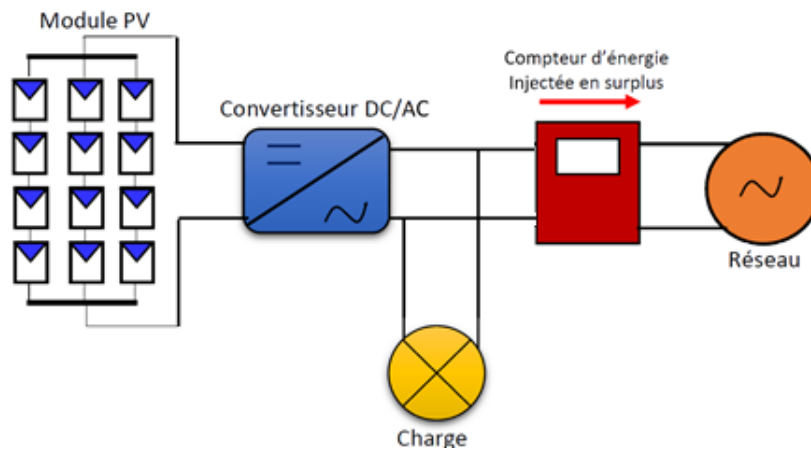 Module PV
Compteur d'énergie
Injectée en surplus
Convertisseur DC/AC
Réseau
Charge